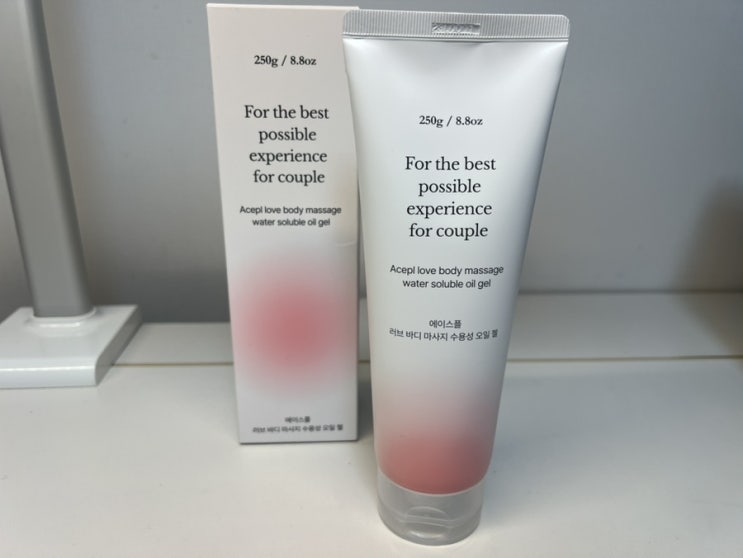 250g / 8.8oz
For the best
possible
experience
for couple
Acepl love body massage
water soluble oil gel
에이스플
러브 바디 마사지 수용성 오일 젤
250g / 8.8oz
For the best
possible
experience
for couple
Acepl love body massage
water soluble oil gel
에이스플
러브 바디 마사지 수용성 오일 젤